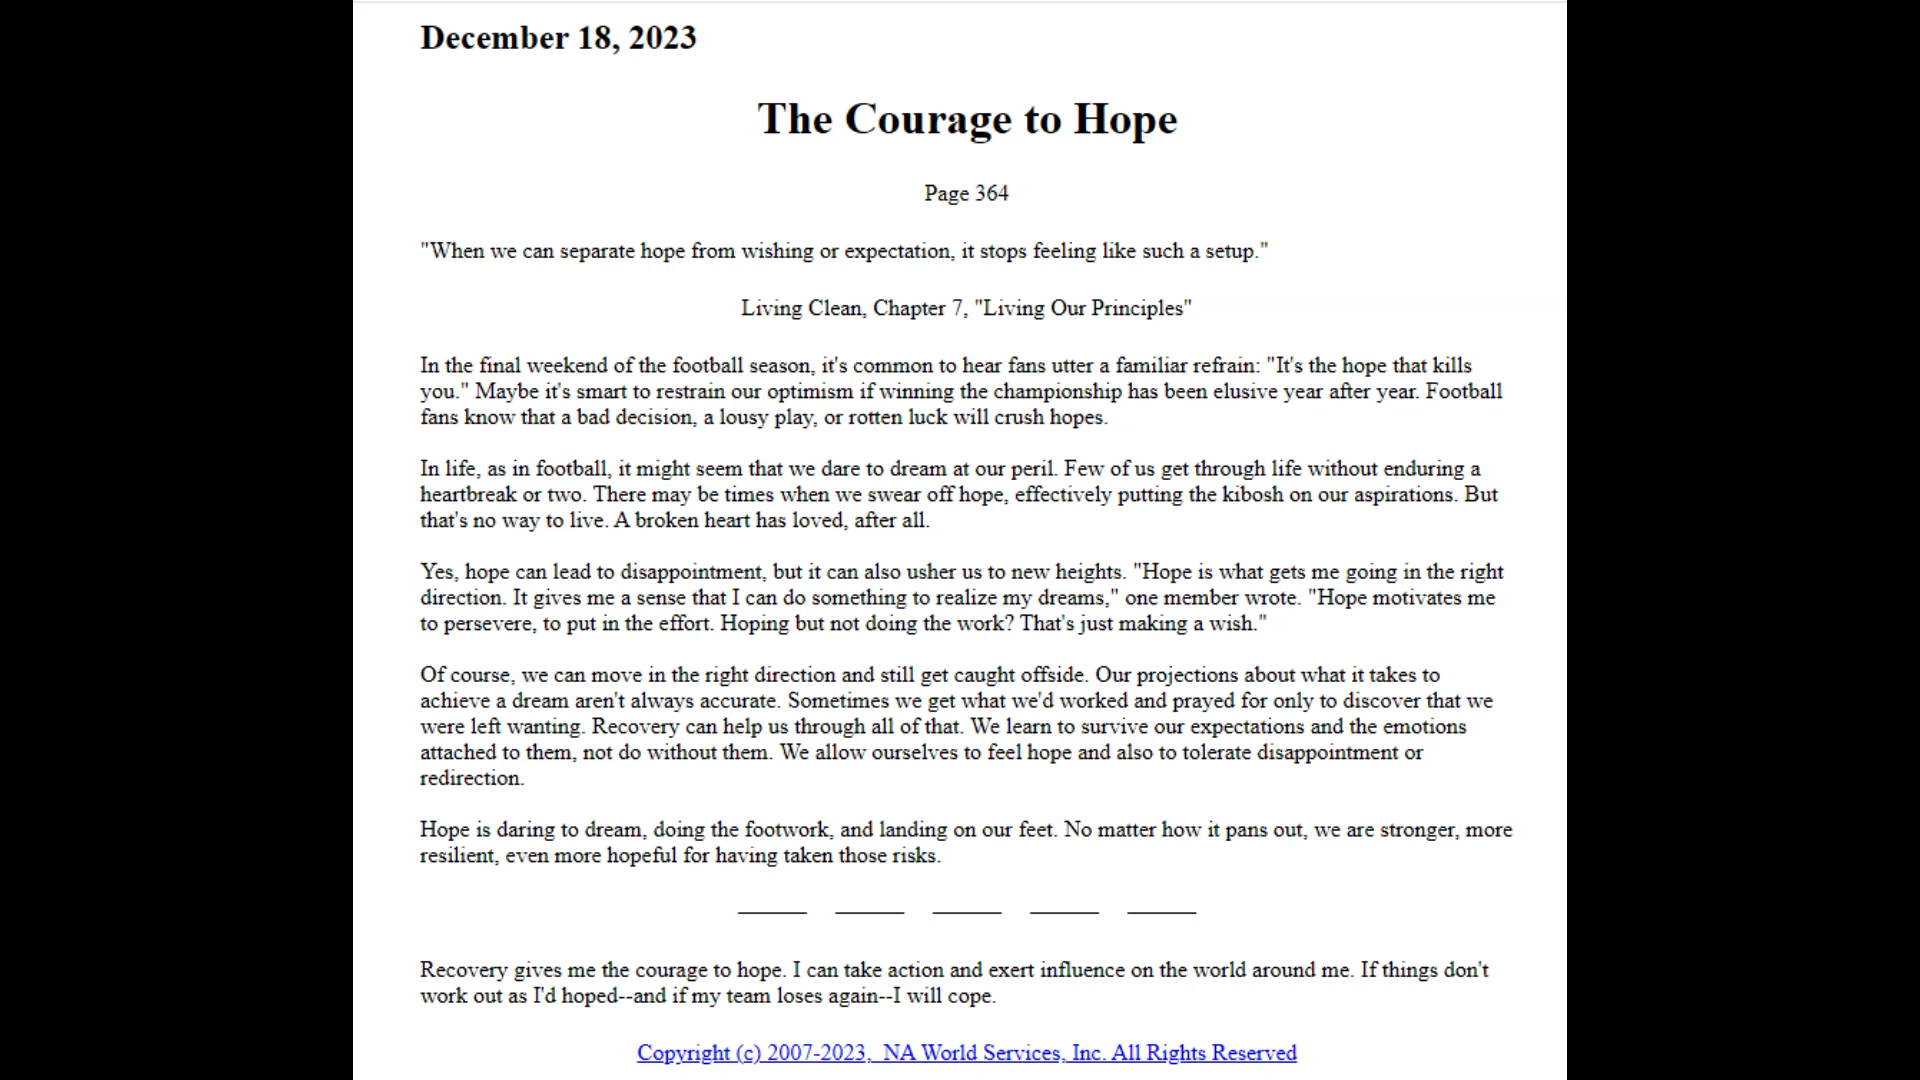 December 18, 2023
The Courage to Hope
Page 364
"When we can separate hope from wishing or expectation, it stops feeling like such a setup."
Living Clean, Chapter 7, "Living Our Principles"
In the final weekend of the football season, it's common to hear fans utter a familiar refrain: "It's the hope that kills
you." Maybe it's smart to restrain our optimism if winning the championship has been elusive year after year. Football
fans know that a bad decision, a lousy play, or rotten luck will crush hopes.
In life, as in football, it might seem that we dare to dream at our peril. Few of us get through life without enduring a
heartbreak or two. There may be times when we swear off hope, effectively putting the kibosh on our aspirations. But
that's no way to live. A broken heart has loved, after all.
Yes, hope can lead to disappointment, but it can also usher us to new heights. "Hope is what gets me going in the right
direction. It gives me a sense that I can do something to realize my dreams," one member wrote. "Hope motivates me
to persevere, to put in the effort. Hoping but not doing the work? That's just making a wish."
Of course, we can move in the right direction and still get caught offside. Our projections about what it takes to
achieve a dream aren't always accurate. Sometimes we get what we'd worked and prayed for only to discover that we
were left wanting. Recovery can help us through all of that. We learn to survive our expectations and the emotions
attached to them, not do without them. We allow ourselves to feel hope and also to tolerate disappointment or
redirection.
Hope is daring to dream, doing the footwork, and landing on our feet. No matter how it pans out, we are stronger, more
resilient, even more hopeful for having taken those risks.
Recovery gives me the courage to hope. I can take action and exert influence on the world around me. If things don't
work out as I'd hoped--and if my team loses again--I will cope.
Copyright (c) 2007-2023, NA World Services, Inc. All Rights Reserved